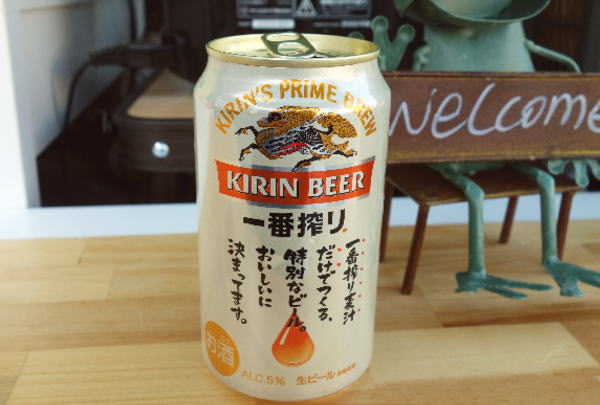 KIRIN'S PRIME BREW
KIRIN BEER
一番搾り
一番搾り麦汁
だけでつくる、
特別なビール。
おいしいに
決まってます。
お酒
ALC.5% 生ビール
Welcome